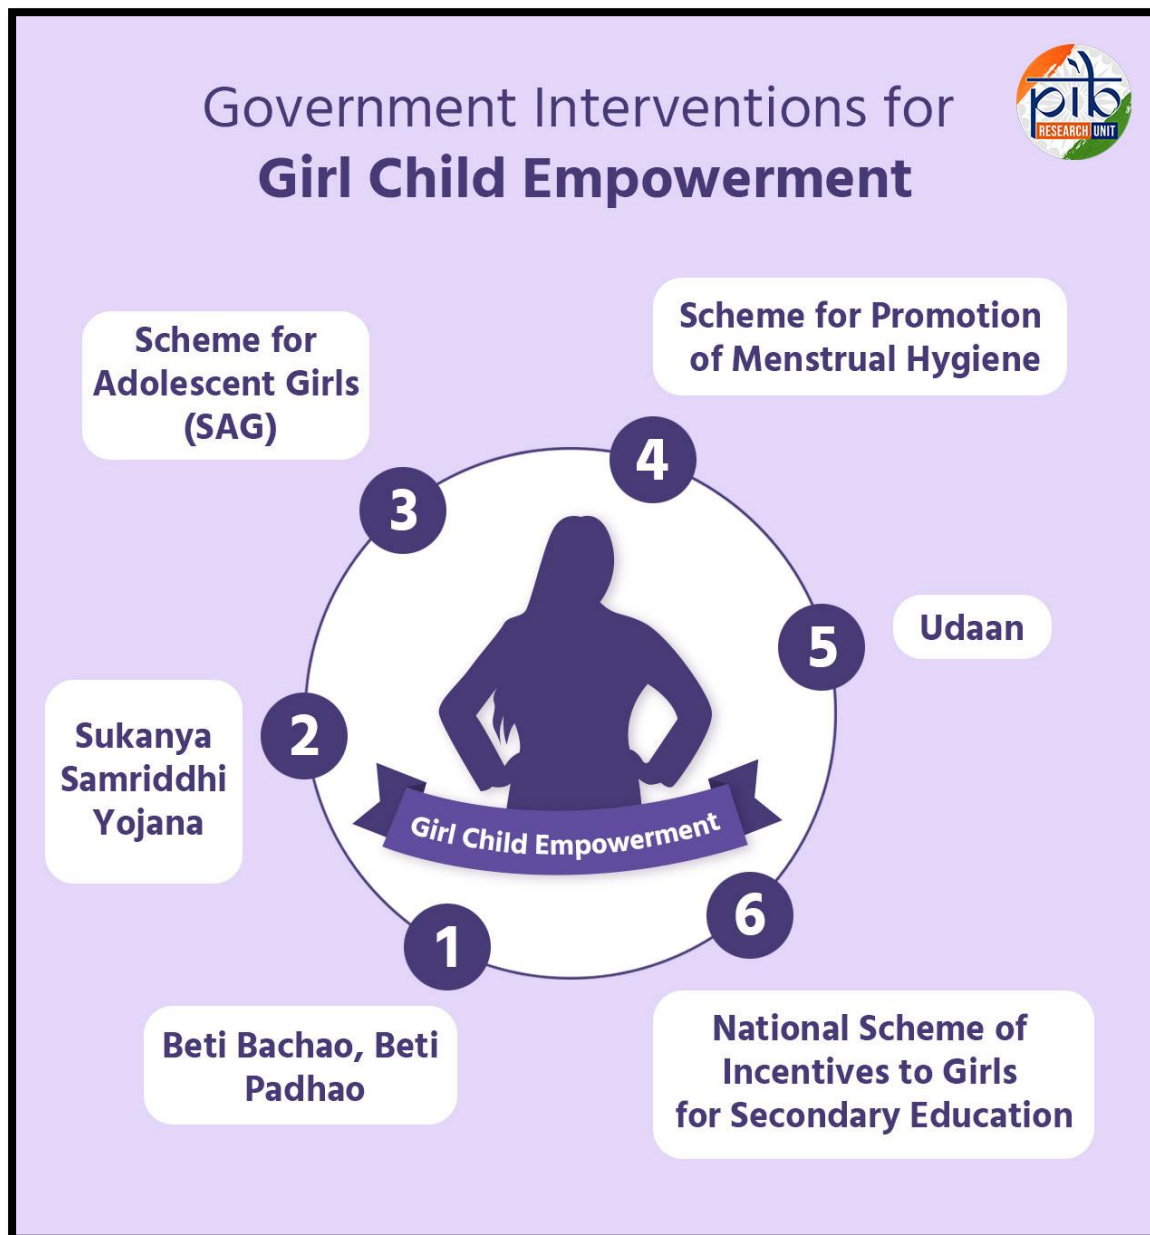 Government Interventions for
Girl Child Empowerment
pib
RESEARCH UNIT
Scheme for
Adolescent Girls
(SAG)
Scheme for Promotion
of Menstrual Hygiene
4
3
5
Udaan
2
Sukanya
Samriddhi
Yojana
Girl Child Empowerment
6
1
Beti Bachao, Beti
Padhao
National Scheme of
Incentives to Girls
for Secondary Education